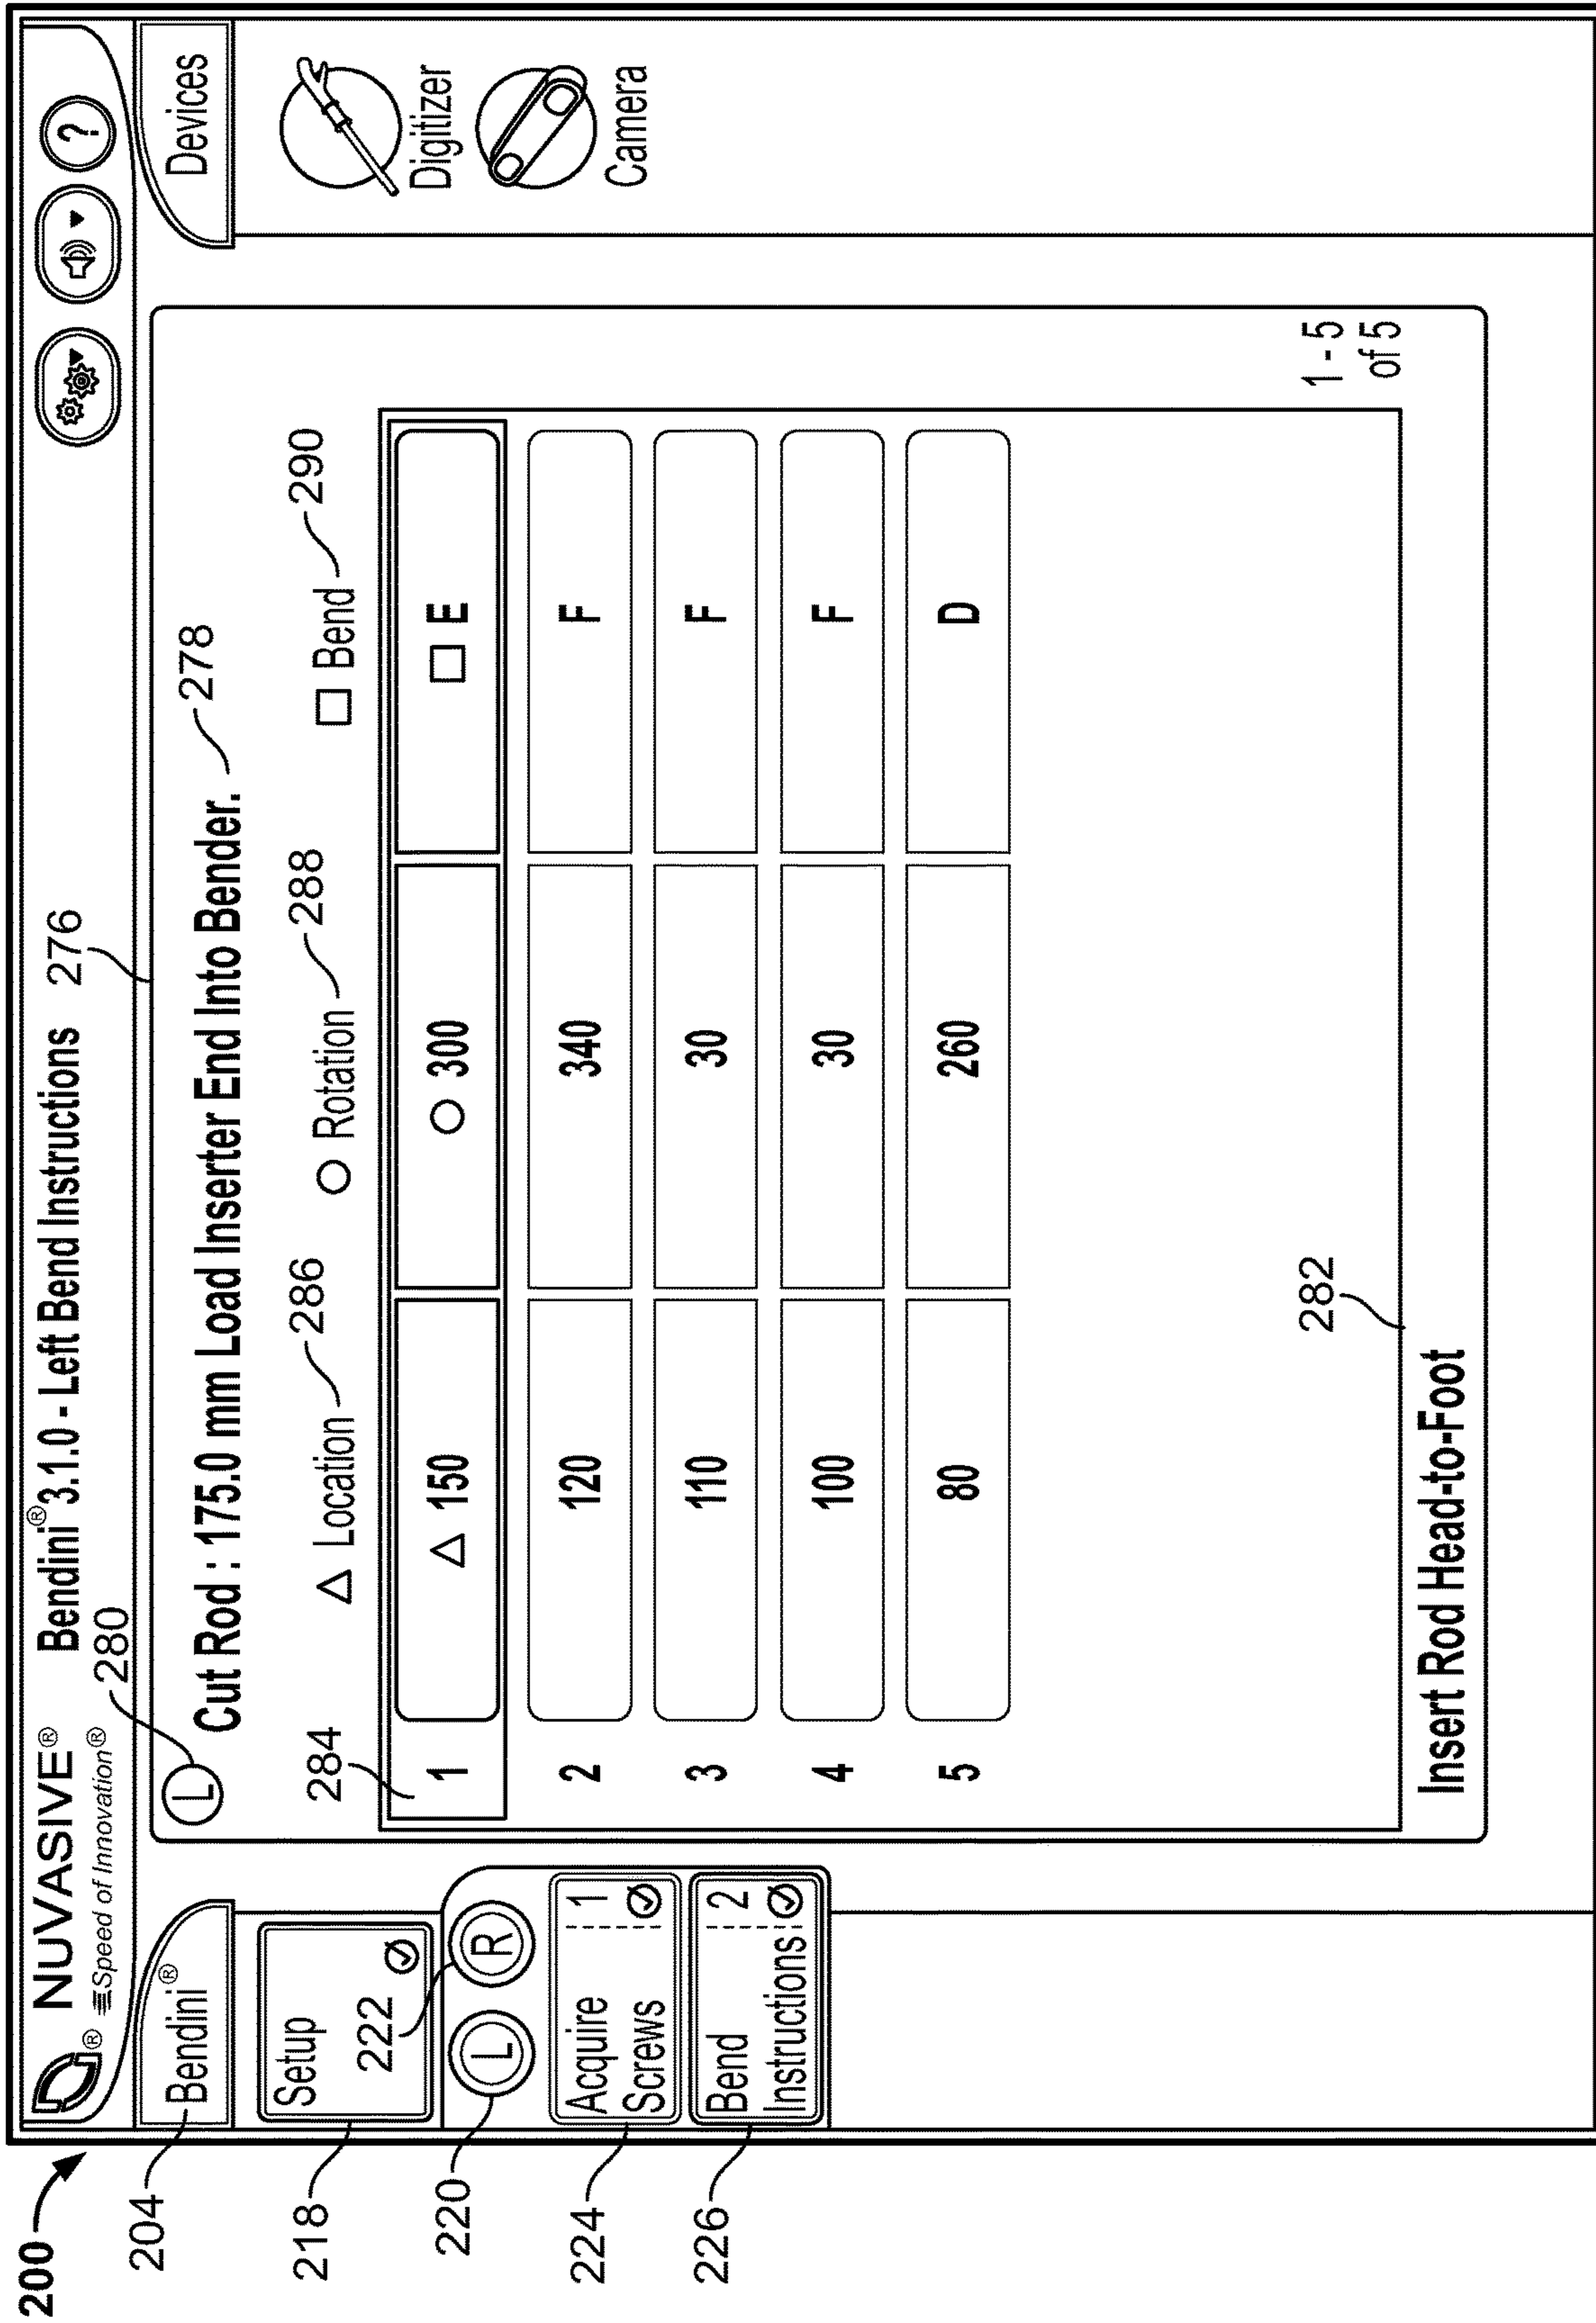 200
NUVASIVE®
® Speed of Innovation®
Bendini® 3.1.0 - Left Bend Instructions
276
?
204
Bendini®
280
Devices
L
Cut Rod : 175.0 mm Load Inserter End Into Bender.
278
218
Setup
222
284
△ Location
286
○ Rotation
288
□ Bend
290
Digitizer
Camera
220
L
R
1 △ 150 ○ 300 □ E
2 120 340 F
3 110 30 F
4 100 30 F
5 80 260 D
224
Acquire
Screws
1
226
Bend
Instructions
2
282
1 - 5
of 5
Insert Rod Head-to-Foot